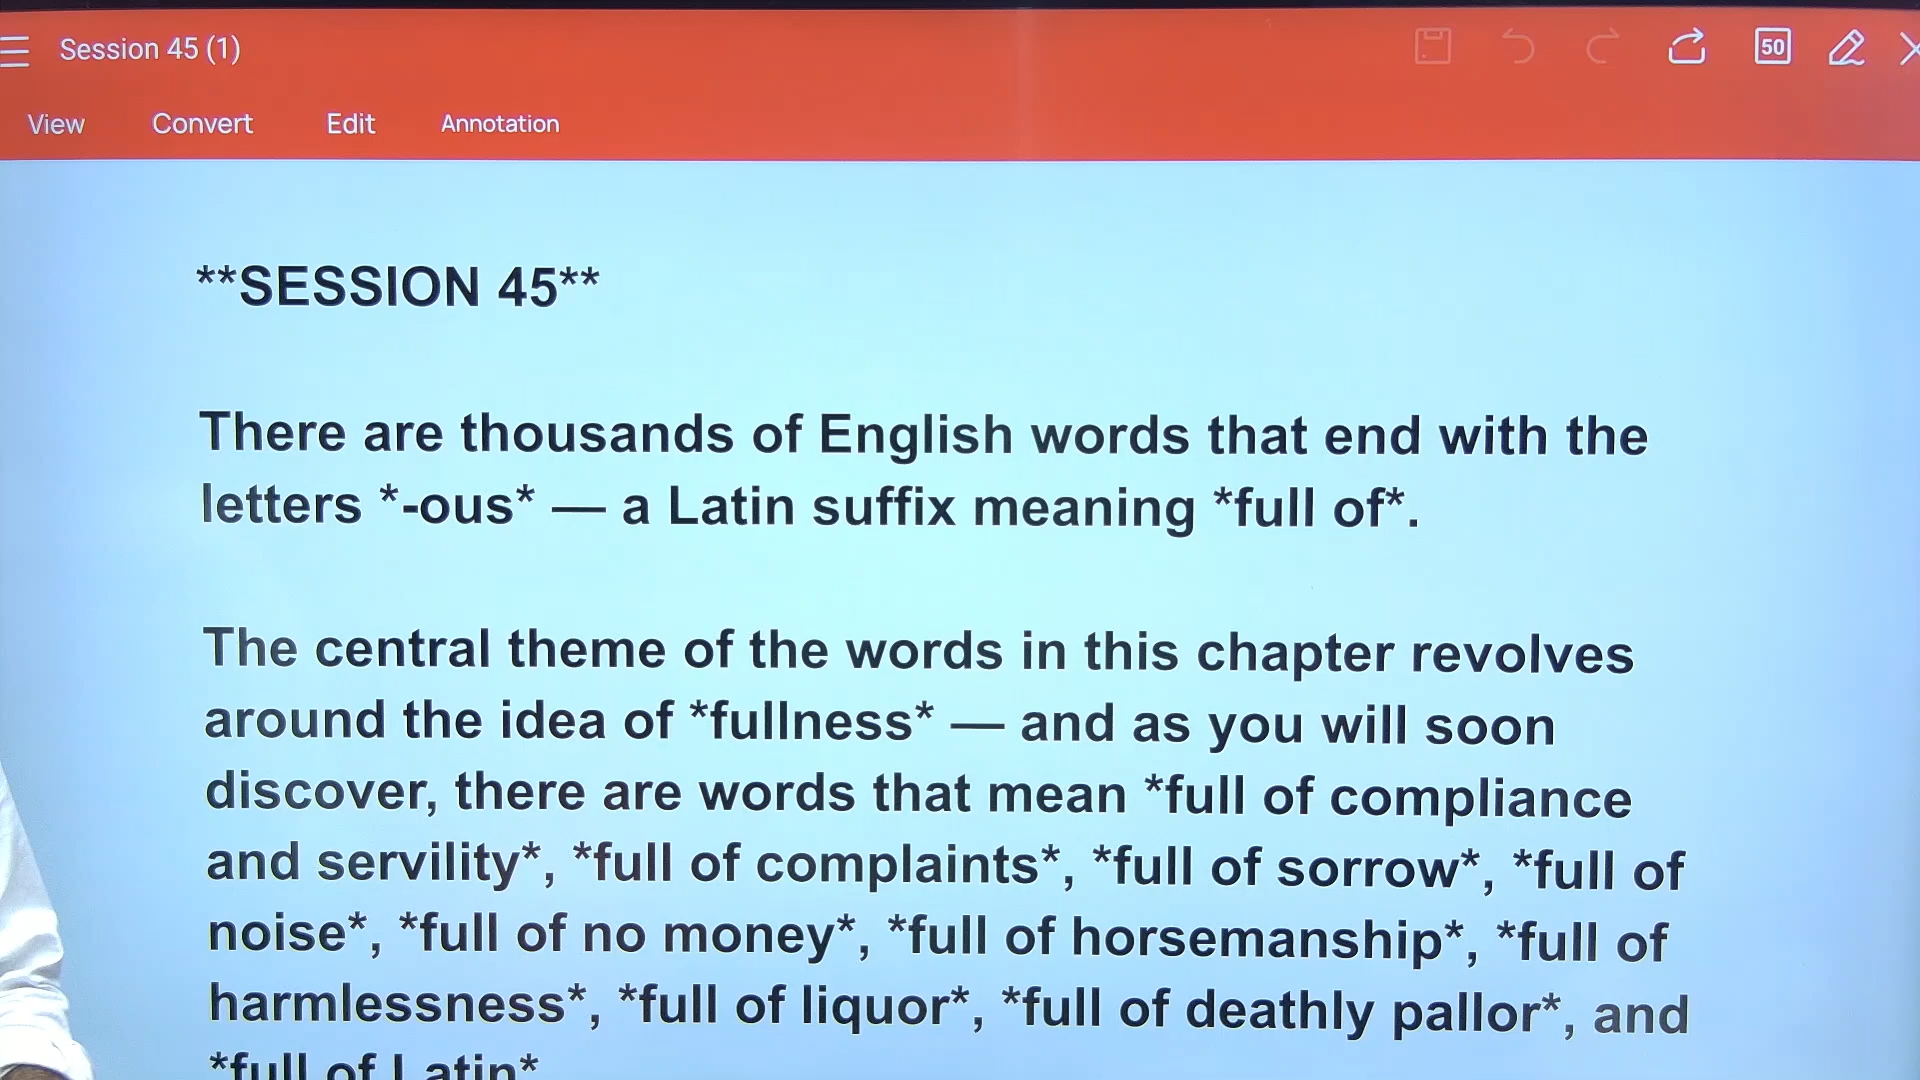 Session 45 (1)
50
View Convert Edit Annotation
**SESSION 45**
There are thousands of English words that end with the
letters *-ous* — a Latin suffix meaning *full of*.
The central theme of the words in this chapter revolves
around the idea of *fullness* — and as you will soon
discover, there are words that mean *full of compliance
and servility*, *full of complaints*, *full of sorrow*, *full of
noise*, *full of no money*, *full of horsemanship*, *full of
harmlessness*, *full of liquor*, *full of deathly pallor*, and
*full of Latin*